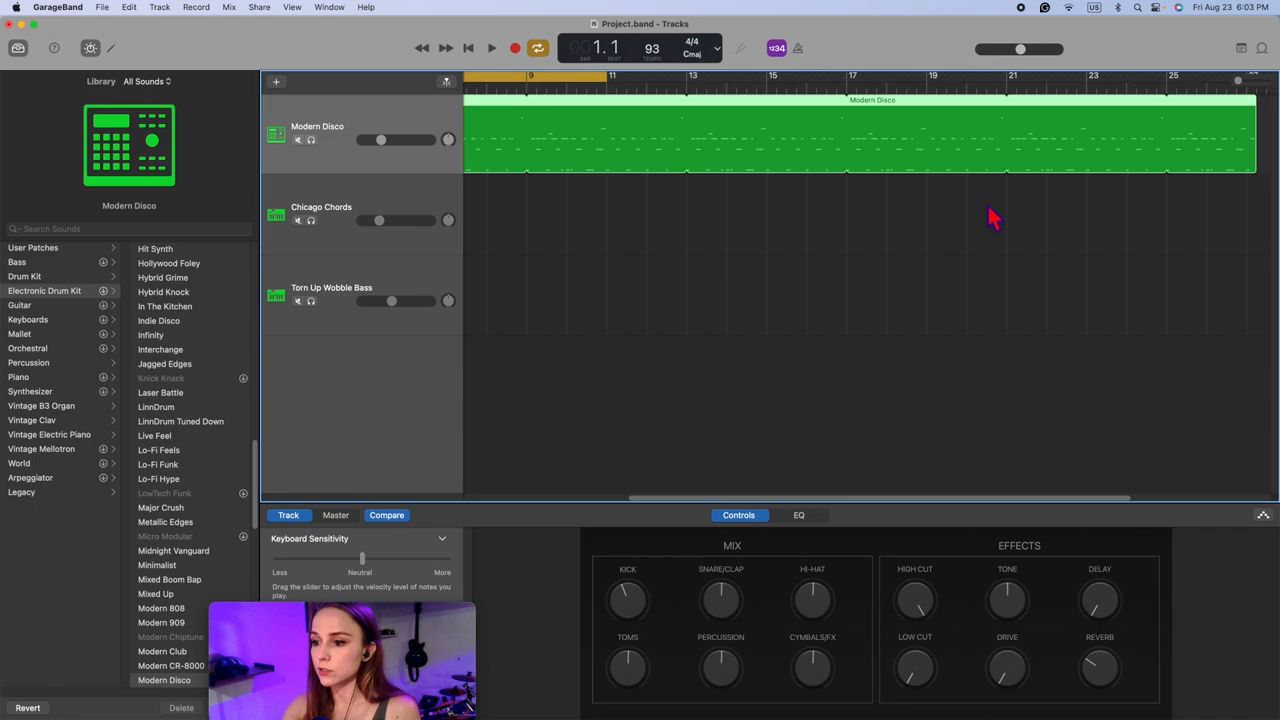 GarageBand File Edit Track Record Mix Share View Window Help
US Fri Aug 23 6:03 PM
Project.band - Tracks
001.1 93 4/4 Cmaj
BAR BEAT TEMPO
1234
Library All Sounds
9 11 13 15 17 19 21 23 25 27
Modern Disco
Modern Disco
Modern Disco
Search Sounds
Chicago Chords
Torn Up Wobble Bass
User Patches
Bass
Drum Kit
Electronic Drum Kit
Guitar
Keyboards
Mallet
Orchestral
Percussion
Piano
Synthesizer
Vintage B3 Organ
Vintage Clav
Vintage Electric Piano
Vintage Mellotron
World
Arpeggiator
Legacy
Hit Synth
Hollywood Foley
Hybrid Grime
Hybrid Knock
In The Kitchen
Indie Disco
Infinity
Interchange
Jagged Edges
Knick Knack
Laser Battle
LinnDrum
LinnDrum Tuned Down
Live Feel
Lo-Fi Feels
Lo-Fi Funk
Lo-Fi Hype
LowTech Funk
Major Crush
Metallic Edges
Micro Modular
Midnight Vanguard
Minimalist
Mixed Boom Bap
Mixed Up
Modern 808
Modern 909
Modern Chiptune
Modern Club
Modern CR-8000
Modern Disco
Revert Delete
Track Master Compare Controls EQ
Keyboard Sensitivity
Less Neutral More
Drag the slider to adjust the velocity level of notes you
play.
MIX
KICK SNARE/CLAP HI-HAT
TOMS PERCUSSION CYMBALS/FX
EFFECTS
HIGH CUT TONE DELAY
LOW CUT DRIVE REVERB